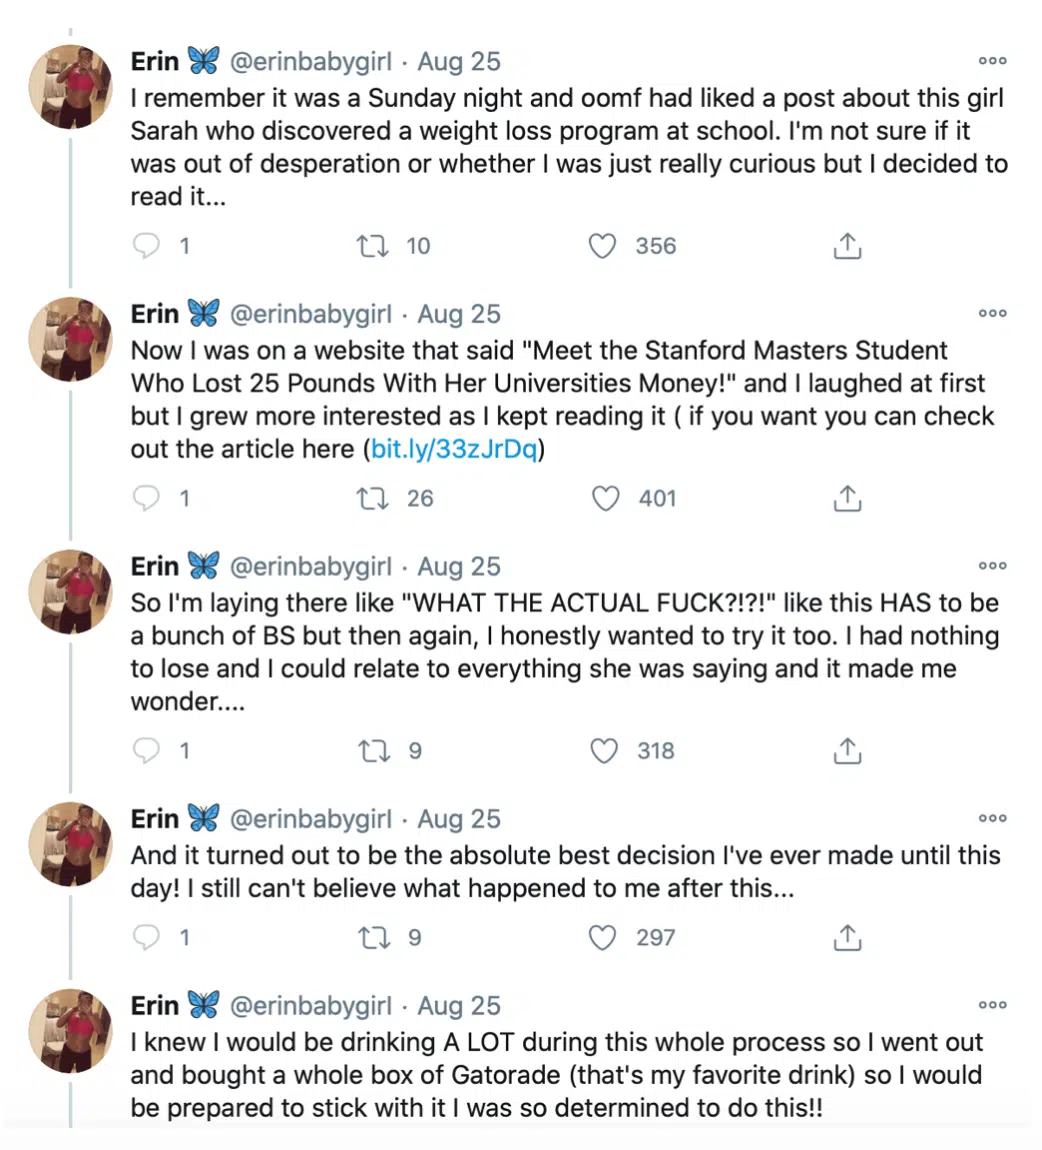 Erin 🦋 @erinbabygirl · Aug 25
I remember it was a Sunday night and oomf had liked a post about this girl
Sarah who discovered a weight loss program at school. I'm not sure if it
was out of desperation or whether I was just really curious but I decided to
read it...
1 10 356
Erin 🦋 @erinbabygirl · Aug 25
Now I was on a website that said "Meet the Stanford Masters Student
Who Lost 25 Pounds With Her Universities Money!" and I laughed at first
but I grew more interested as I kept reading it ( if you want you can check
out the article here (bit.ly/33zJrDq)
1 26 401
Erin 🦋 @erinbabygirl · Aug 25
So I'm laying there like "WHAT THE ACTUAL FUCK?!?!" like this HAS to be
a bunch of BS but then again, I honestly wanted to try it too. I had nothing
to lose and I could relate to everything she was saying and it made me
wonder....
1 9 318
Erin 🦋 @erinbabygirl · Aug 25
And it turned out to be the absolute best decision I've ever made until this
day! I still can't believe what happened to me after this...
1 9 297
Erin 🦋 @erinbabygirl · Aug 25
I knew I would be drinking A LOT during this whole process so I went out
and bought a whole box of Gatorade (that's my favorite drink) so I would
be prepared to stick with it I was so determined to do this!!